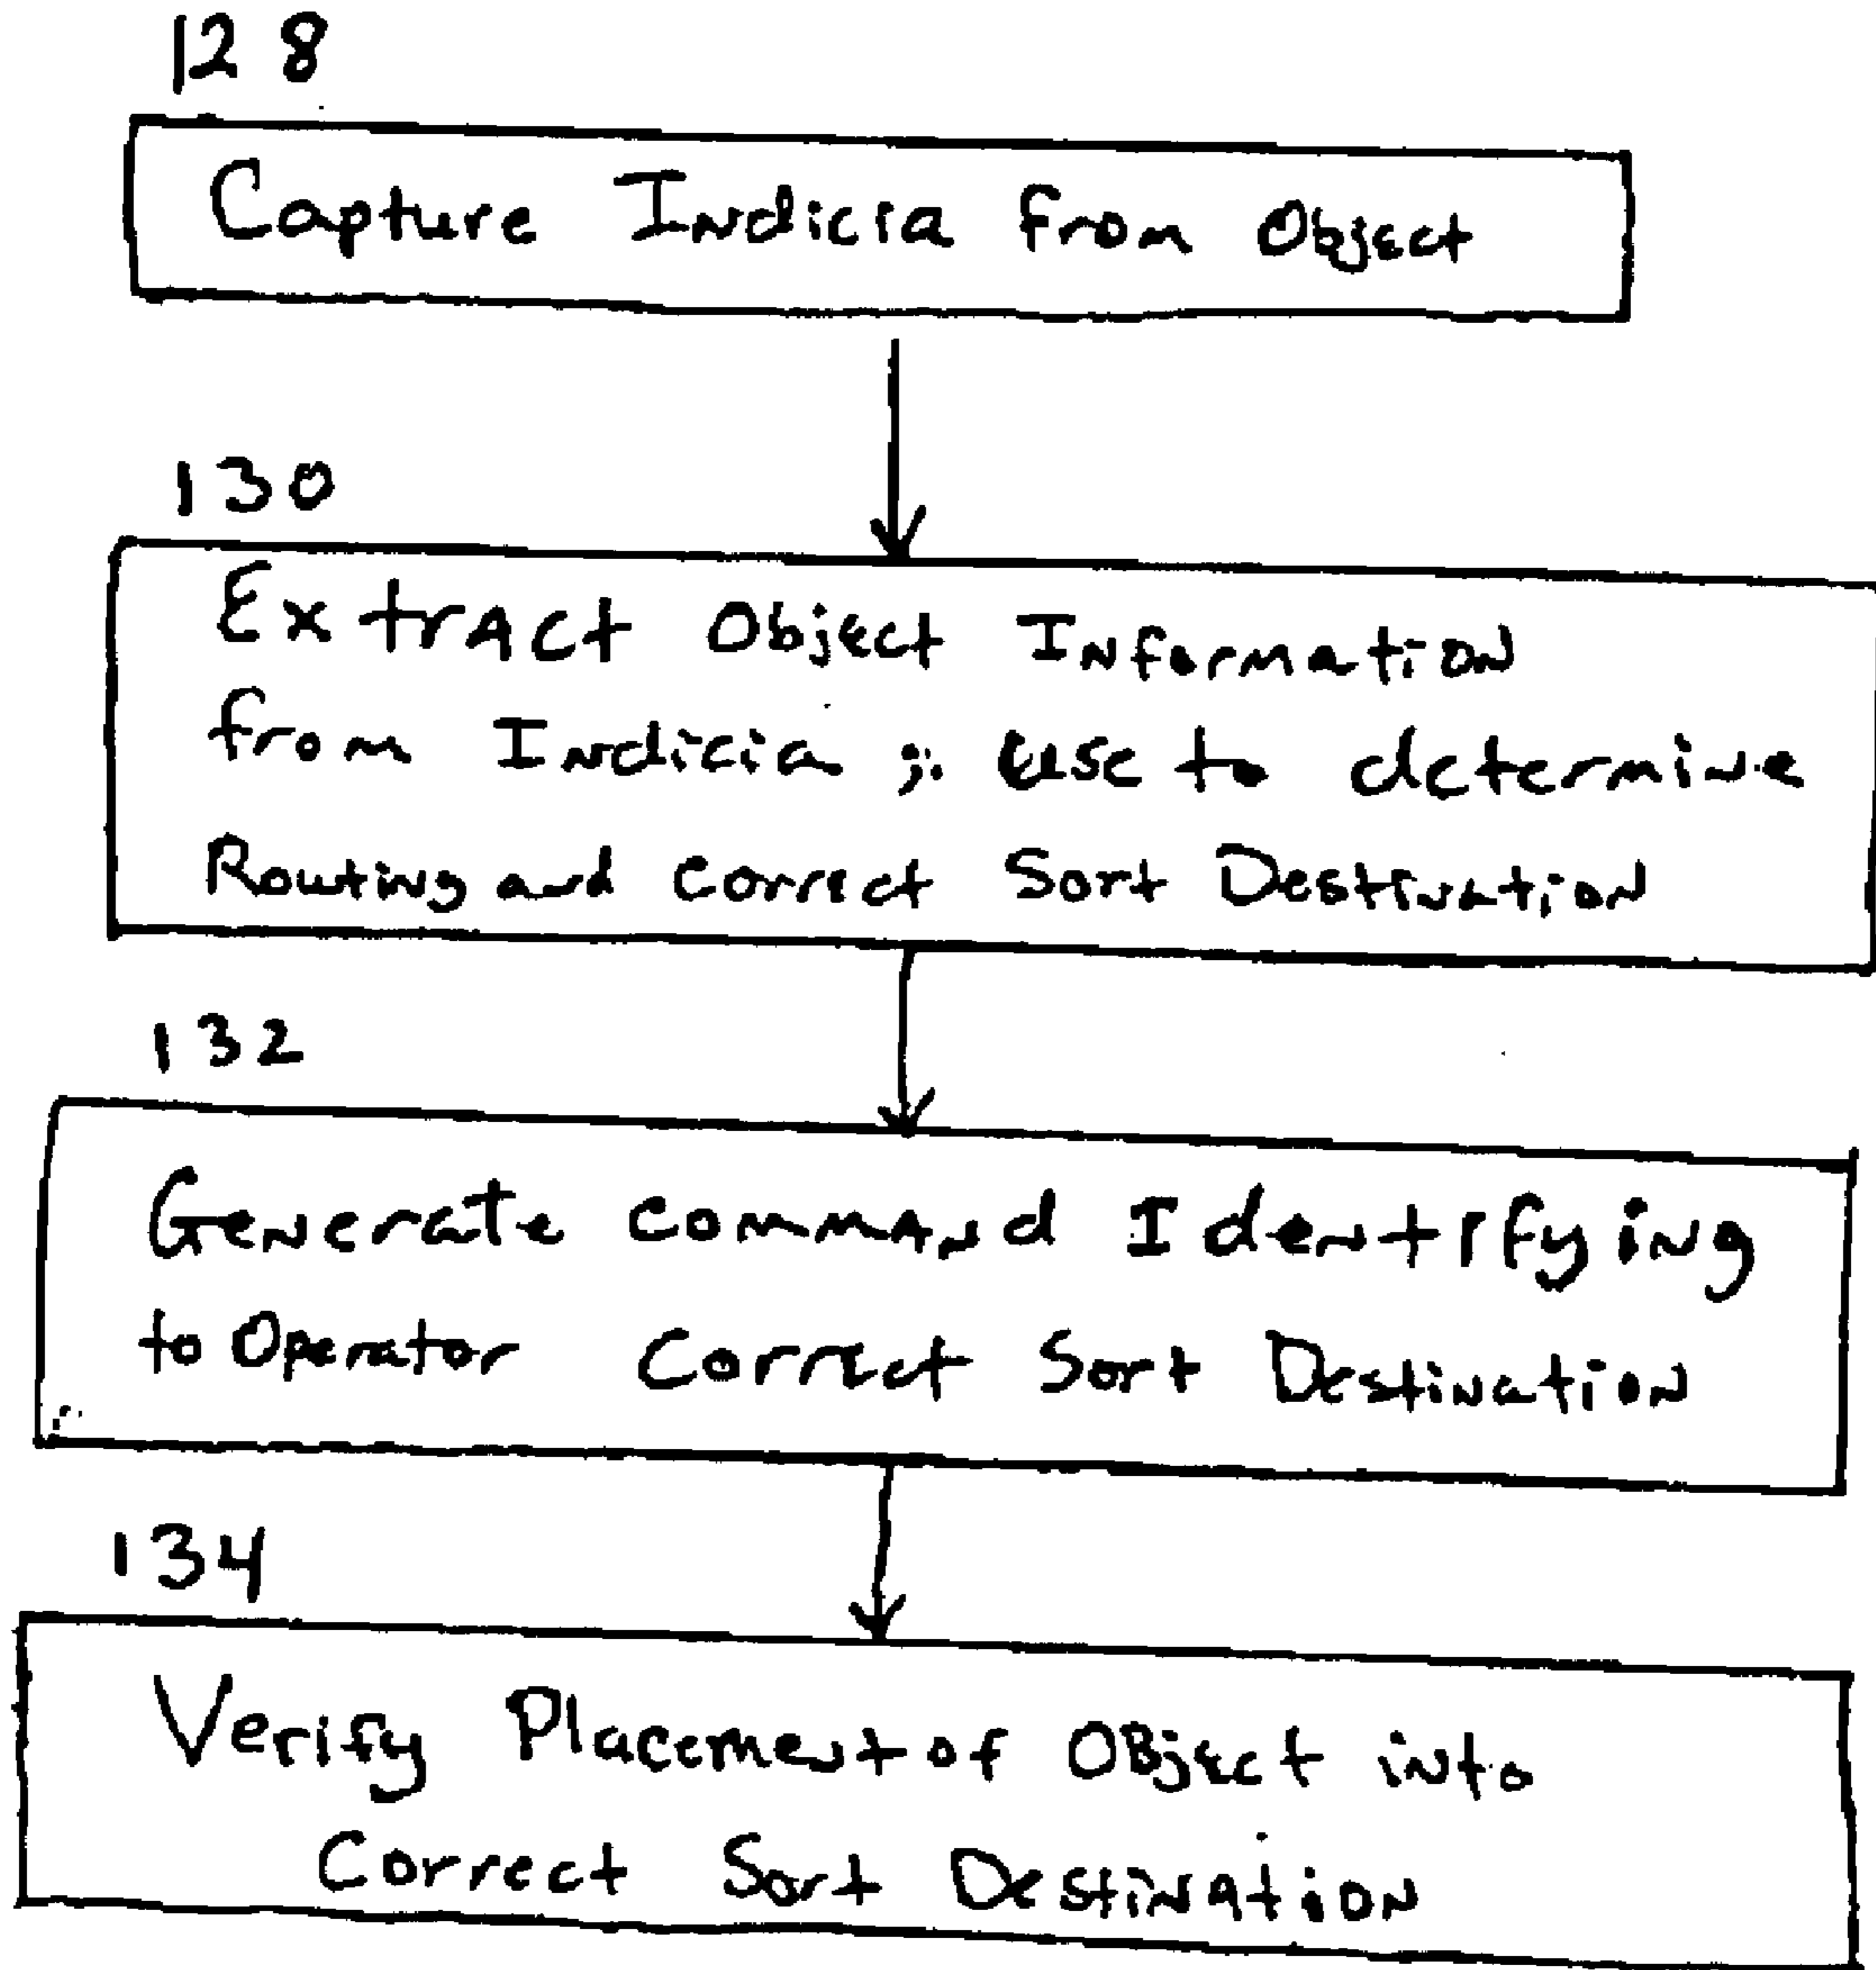 128
Capture Indicia from Object
130
Extract Object Information
from Indicia ; use to determine
Routing and correct Sort Destination
132
Generate command Identifying
to Operator Correct Sort Destination
134
Verify Placement of Object into
Correct Sort Destination